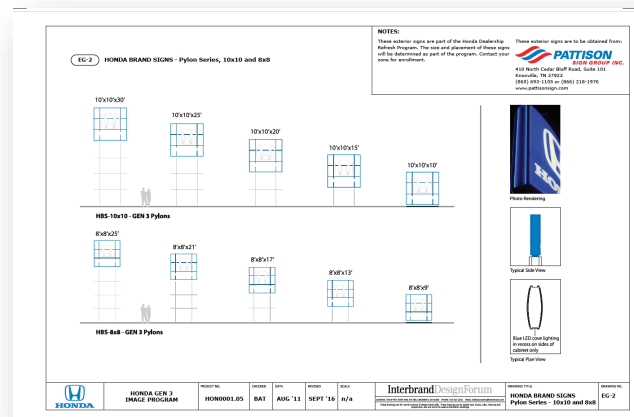 EG-2 HONDA BRAND SIGNS - Pylon Series, 10x10 and 8x8
NOTES:
These exterior signs are part of the Honda Dealership
Refresh Program. The size and placement of these signs
will be determined as part of the program. Contact your
zone for enrollment.
These exterior signs are to be obtained from:
PATTISON
SIGN GROUP INC.
410 North Cedar Bluff Road, Suite 101
Knoxville, TN 37923
(865) 693-1105 or (866) 218-1976
www.pattisonsign.com
10'x10'x30'
10'x10'x25'
10'x10'x20'
10'x10'x15'
10'x10'x10'
HBS-10x10 - GEN 3 Pylons
8'x8'x25'
8'x8'x21'
8'x8'x17'
8'x8'x13'
8'x8'x9'
HBS-8x8 - GEN 3 Pylons
Photo Rendering
Typical Side View
Blue LED cove lighting
in recess on sides of
cabinet only
Typical Plan View
HONDA
HONDA GEN 3
IMAGE PROGRAM
PROJECT NO.
HON0001.05
CHECKED
BAT
DATE
AUG '11
REVISED
SEPT '16
SCALE
n/a
InterbrandDesignForum
DRAWING TITLE
HONDA BRAND SIGNS
Pylon Series - 10x10 and 8x8
DRAWING NO.
EG-2